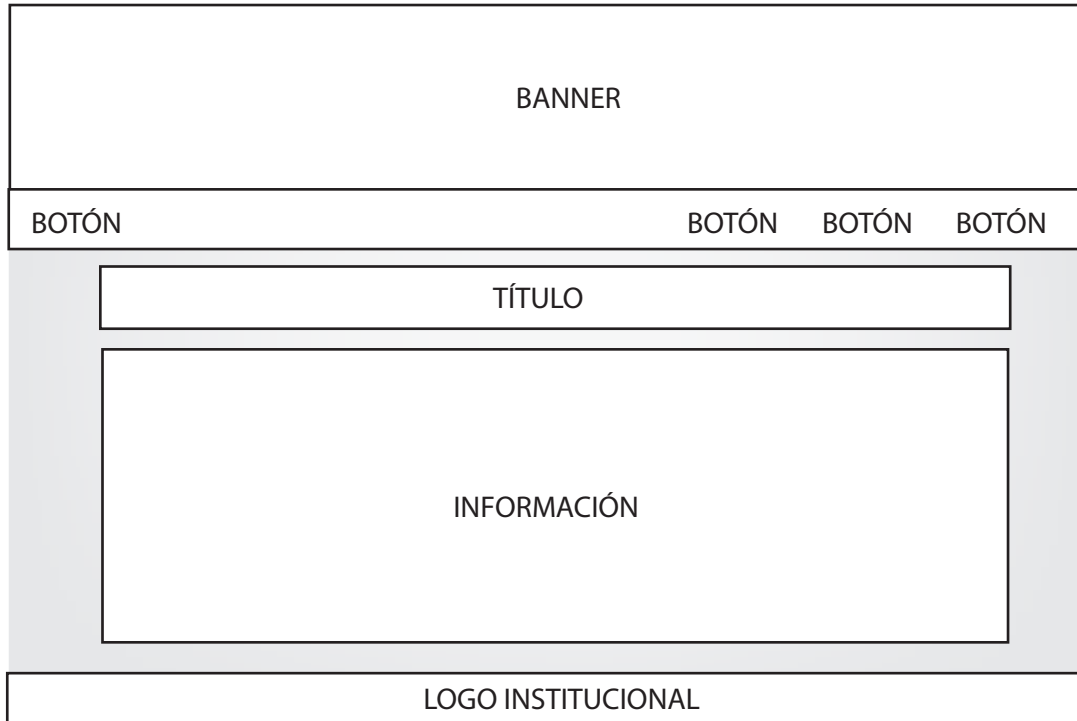 BANNER
BOTÓN BOTÓN BOTÓN BOTÓN
TÍTULO
INFORMACIÓN
LOGO INSTITUCIONAL